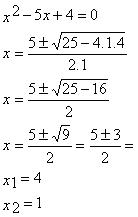 x² − 5x + 4 = 0
x = (5 ± √(25 − 4.1.4)) / 2.1
x = (5 ± √(25 − 16)) / 2
x = (5 ± √9) / 2 = (5 ± 3) / 2 =
x1 = 4
x2 = 1